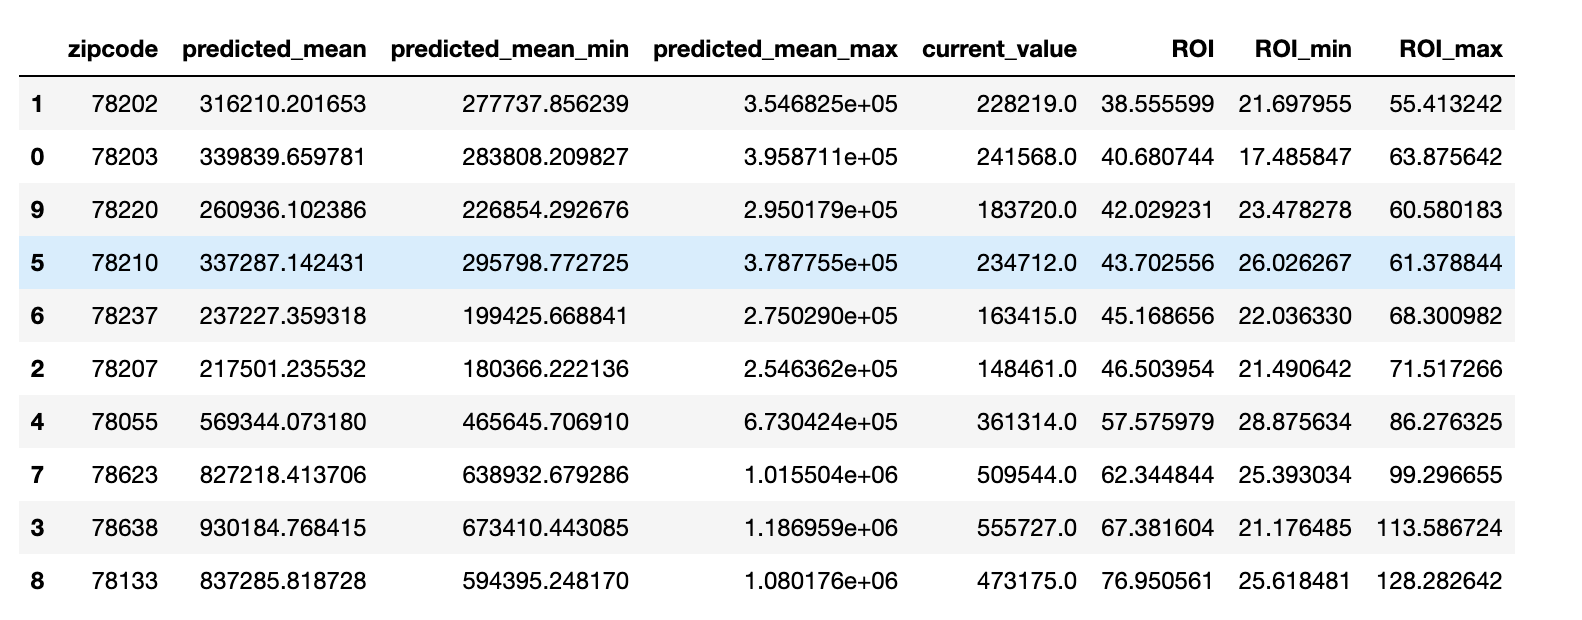 zipcode predicted_mean predicted_mean_min predicted_mean_max current_value ROI ROI_min ROI_max
1 78202 316210.201653 277737.856239 3.546825e+05 228219.0 38.555599 21.697955 55.413242
0 78203 339839.659781 283808.209827 3.958711e+05 241568.0 40.680744 17.485847 63.875642
9 78220 260936.102386 226854.292676 2.950179e+05 183720.0 42.029231 23.478278 60.580183
5 78210 337287.142431 295798.772725 3.787755e+05 234712.0 43.702556 26.026267 61.378844
6 78237 237227.359318 199425.668841 2.750290e+05 163415.0 45.168656 22.036330 68.300982
2 78207 217501.235532 180366.222136 2.546362e+05 148461.0 46.503954 21.490642 71.517266
4 78055 569344.073180 465645.706910 6.730424e+05 361314.0 57.575979 28.875634 86.276325
7 78623 827218.413706 638932.679286 1.015504e+06 509544.0 62.344844 25.393034 99.296655
3 78638 930184.768415 673410.443085 1.186959e+06 555727.0 67.381604 21.176485 113.586724
8 78133 837285.818728 594395.248170 1.080176e+06 473175.0 76.950561 25.618481 128.282642